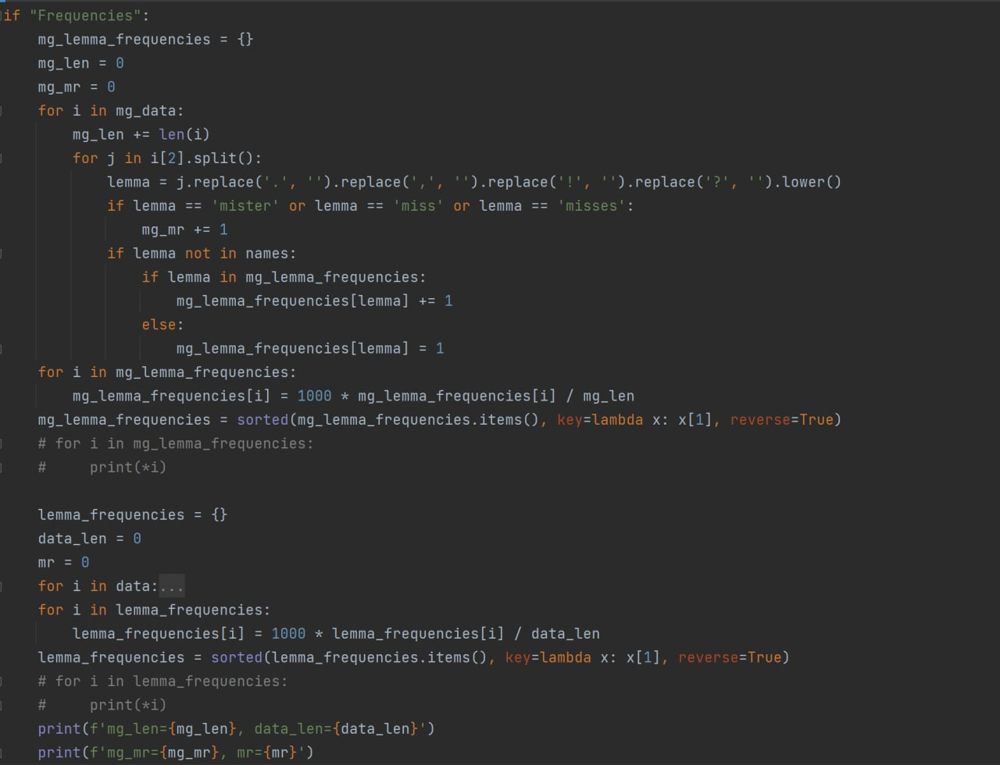 if "Frequencies":
    mg_lemma_frequencies = {}
    mg_len = 0
    mg_mr = 0
    for i in mg_data:
        mg_len += len(i)
        for j in i[2].split():
            lemma = j.replace('.', '').replace(',', '').replace('!', '').replace('?', '').lower()
            if lemma == 'mister' or lemma == 'miss' or lemma == 'misses':
                mg_mr += 1
            if lemma not in names:
                if lemma in mg_lemma_frequencies:
                    mg_lemma_frequencies[lemma] += 1
                else:
                    mg_lemma_frequencies[lemma] = 1
    for i in mg_lemma_frequencies:
        mg_lemma_frequencies[i] = 1000 * mg_lemma_frequencies[i] / mg_len
    mg_lemma_frequencies = sorted(mg_lemma_frequencies.items(), key=lambda x: x[1], reverse=True)
    # for i in mg_lemma_frequencies:
    #     print(*i)

    lemma_frequencies = {}
    data_len = 0
    mr = 0
    for i in data:...
    for i in lemma_frequencies:
        lemma_frequencies[i] = 1000 * lemma_frequencies[i] / data_len
    lemma_frequencies = sorted(lemma_frequencies.items(), key=lambda x: x[1], reverse=True)
    # for i in lemma_frequencies:
    #     print(*i)
    print(f'mg_len={mg_len}, data_len={data_len}')
    print(f'mg_mr={mg_mr}, mr={mr}')